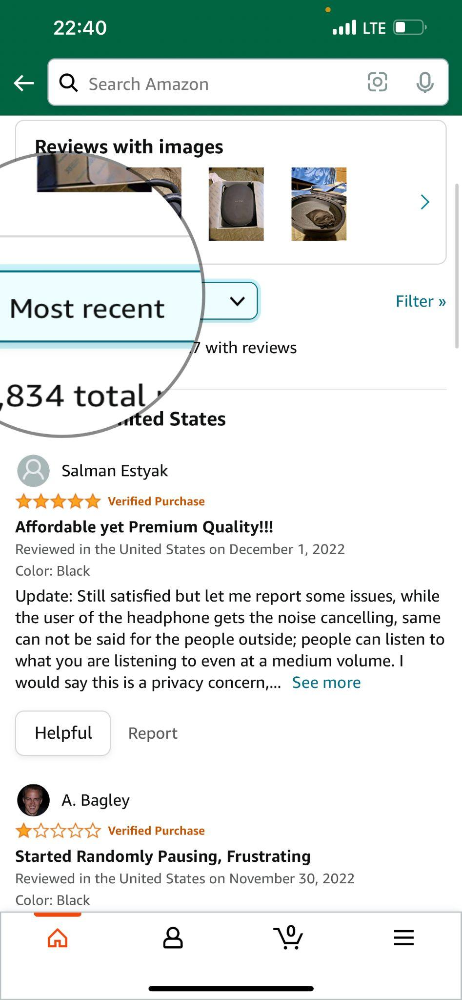 22:40
LTE
Search Amazon
Reviews with images
Most recent
Filter »
7 with reviews
,834 total
ited States
Salman Estyak
Verified Purchase
Affordable yet Premium Quality!!!
Reviewed in the United States on December 1, 2022
Color: Black
Update: Still satisfied but let me report some issues, while
the user of the headphone gets the noise cancelling, same
can not be said for the people outside; people can listen to
what you are listening to even at a medium volume. I
would say this is a privacy concern,... See more
Helpful
Report
A. Bagley
Verified Purchase
Started Randomly Pausing, Frustrating
Reviewed in the United States on November 30, 2022
Color: Black
0